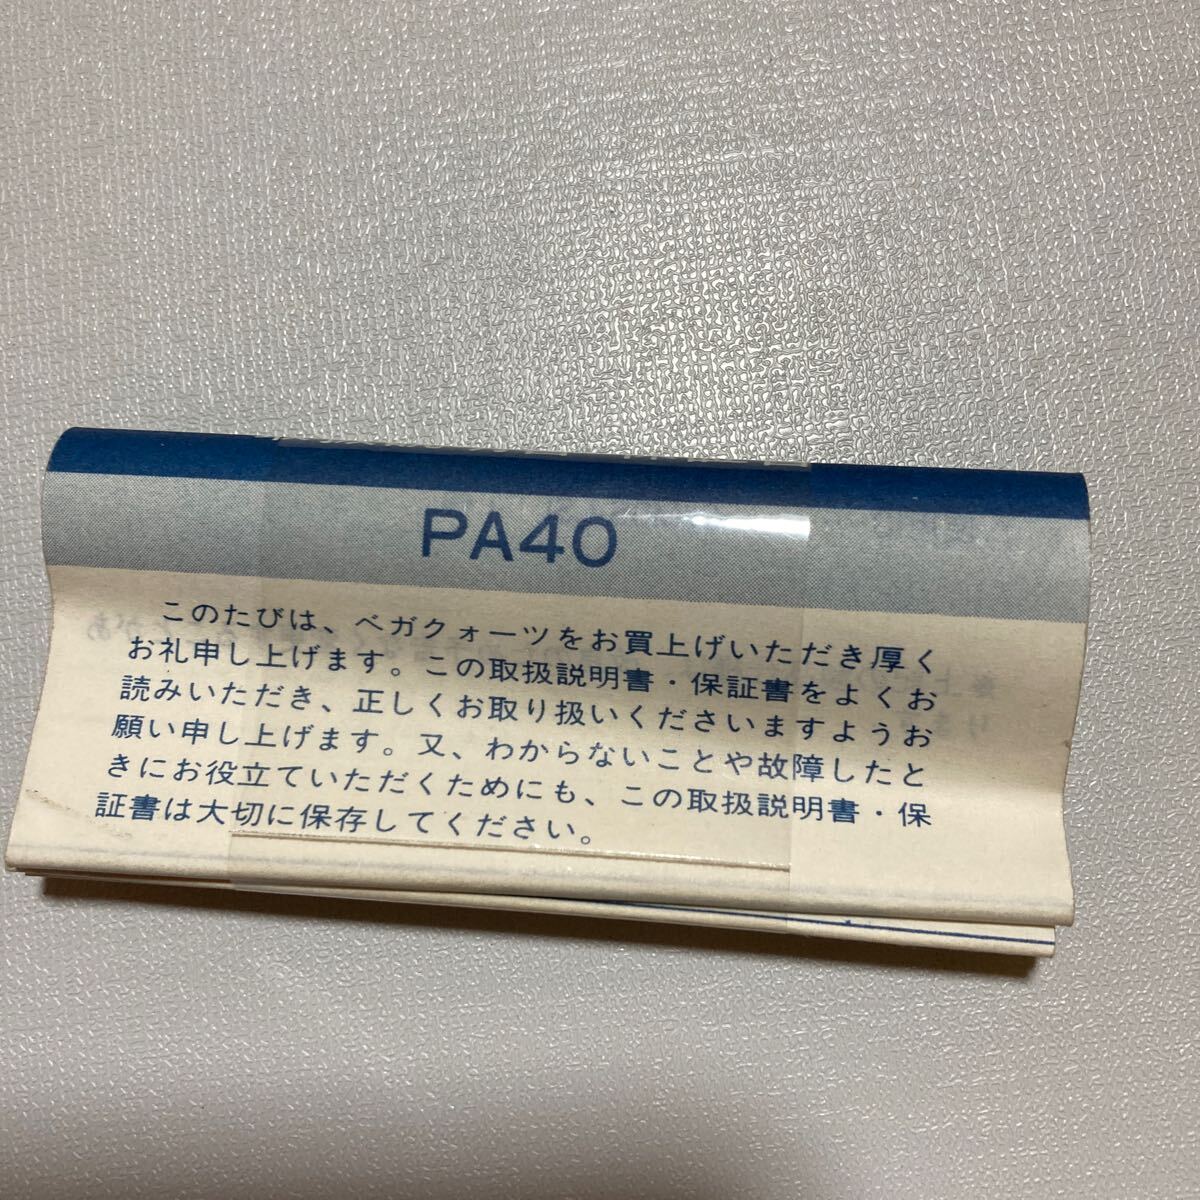 PA40
このたびは、ベガクォーツをお買上げいただき厚く
お礼申し上げます。この取扱説明書・保証書をよくお
読みいただき、正しくお取り扱いくださいますようお
願い申し上げます。又、わからないことや故障したと
きにお役立ていただくためにも、この取扱説明書・保
証書は大切に保存してください。